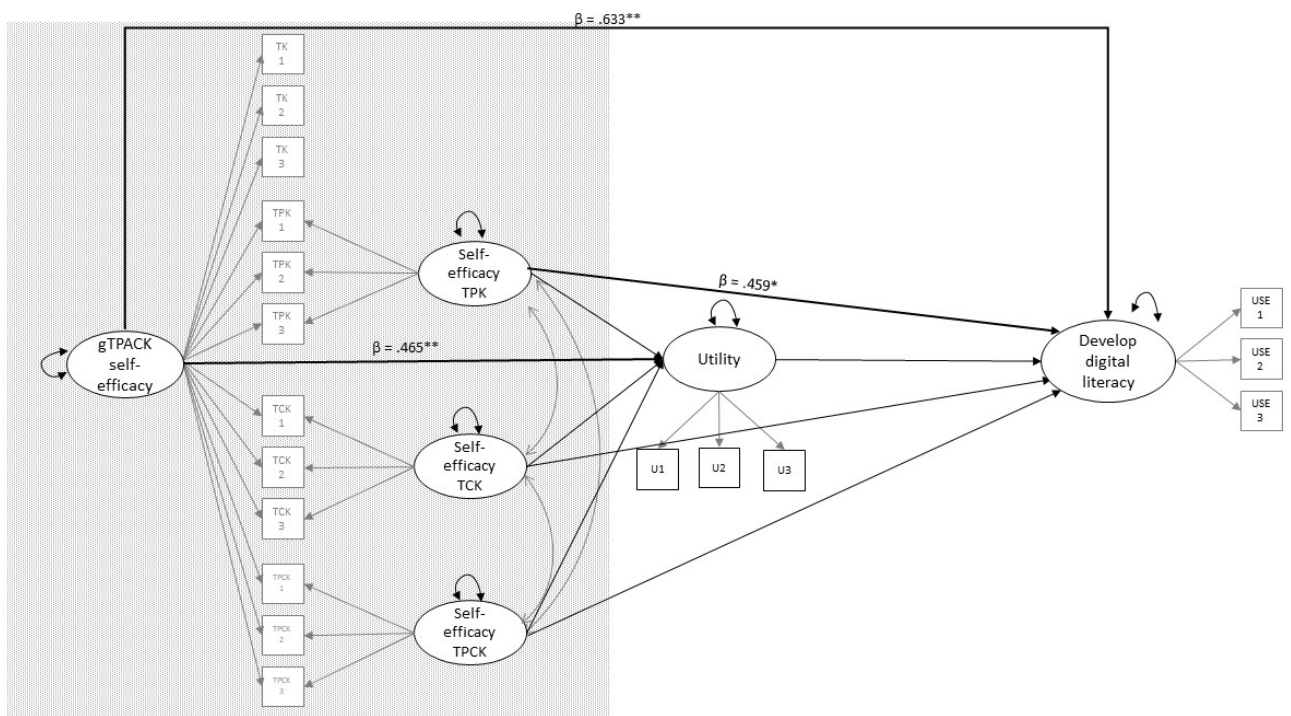 β = .633**
TK
1
TK
2
TK
3
TPK
1
TPK
2
TPK
3
Self-
efficacy
TPK
β = .459*
gTPACK
self-
efficacy
β = .465**
Utility
Develop
digital
literacy
USE
1
USE
2
USE
3
TCK
1
TCK
2
TCK
3
Self-
efficacy
TCK
U1
U2
U3
TPCK
1
TPCK
2
TPCK
3
Self-
efficacy
TPCK